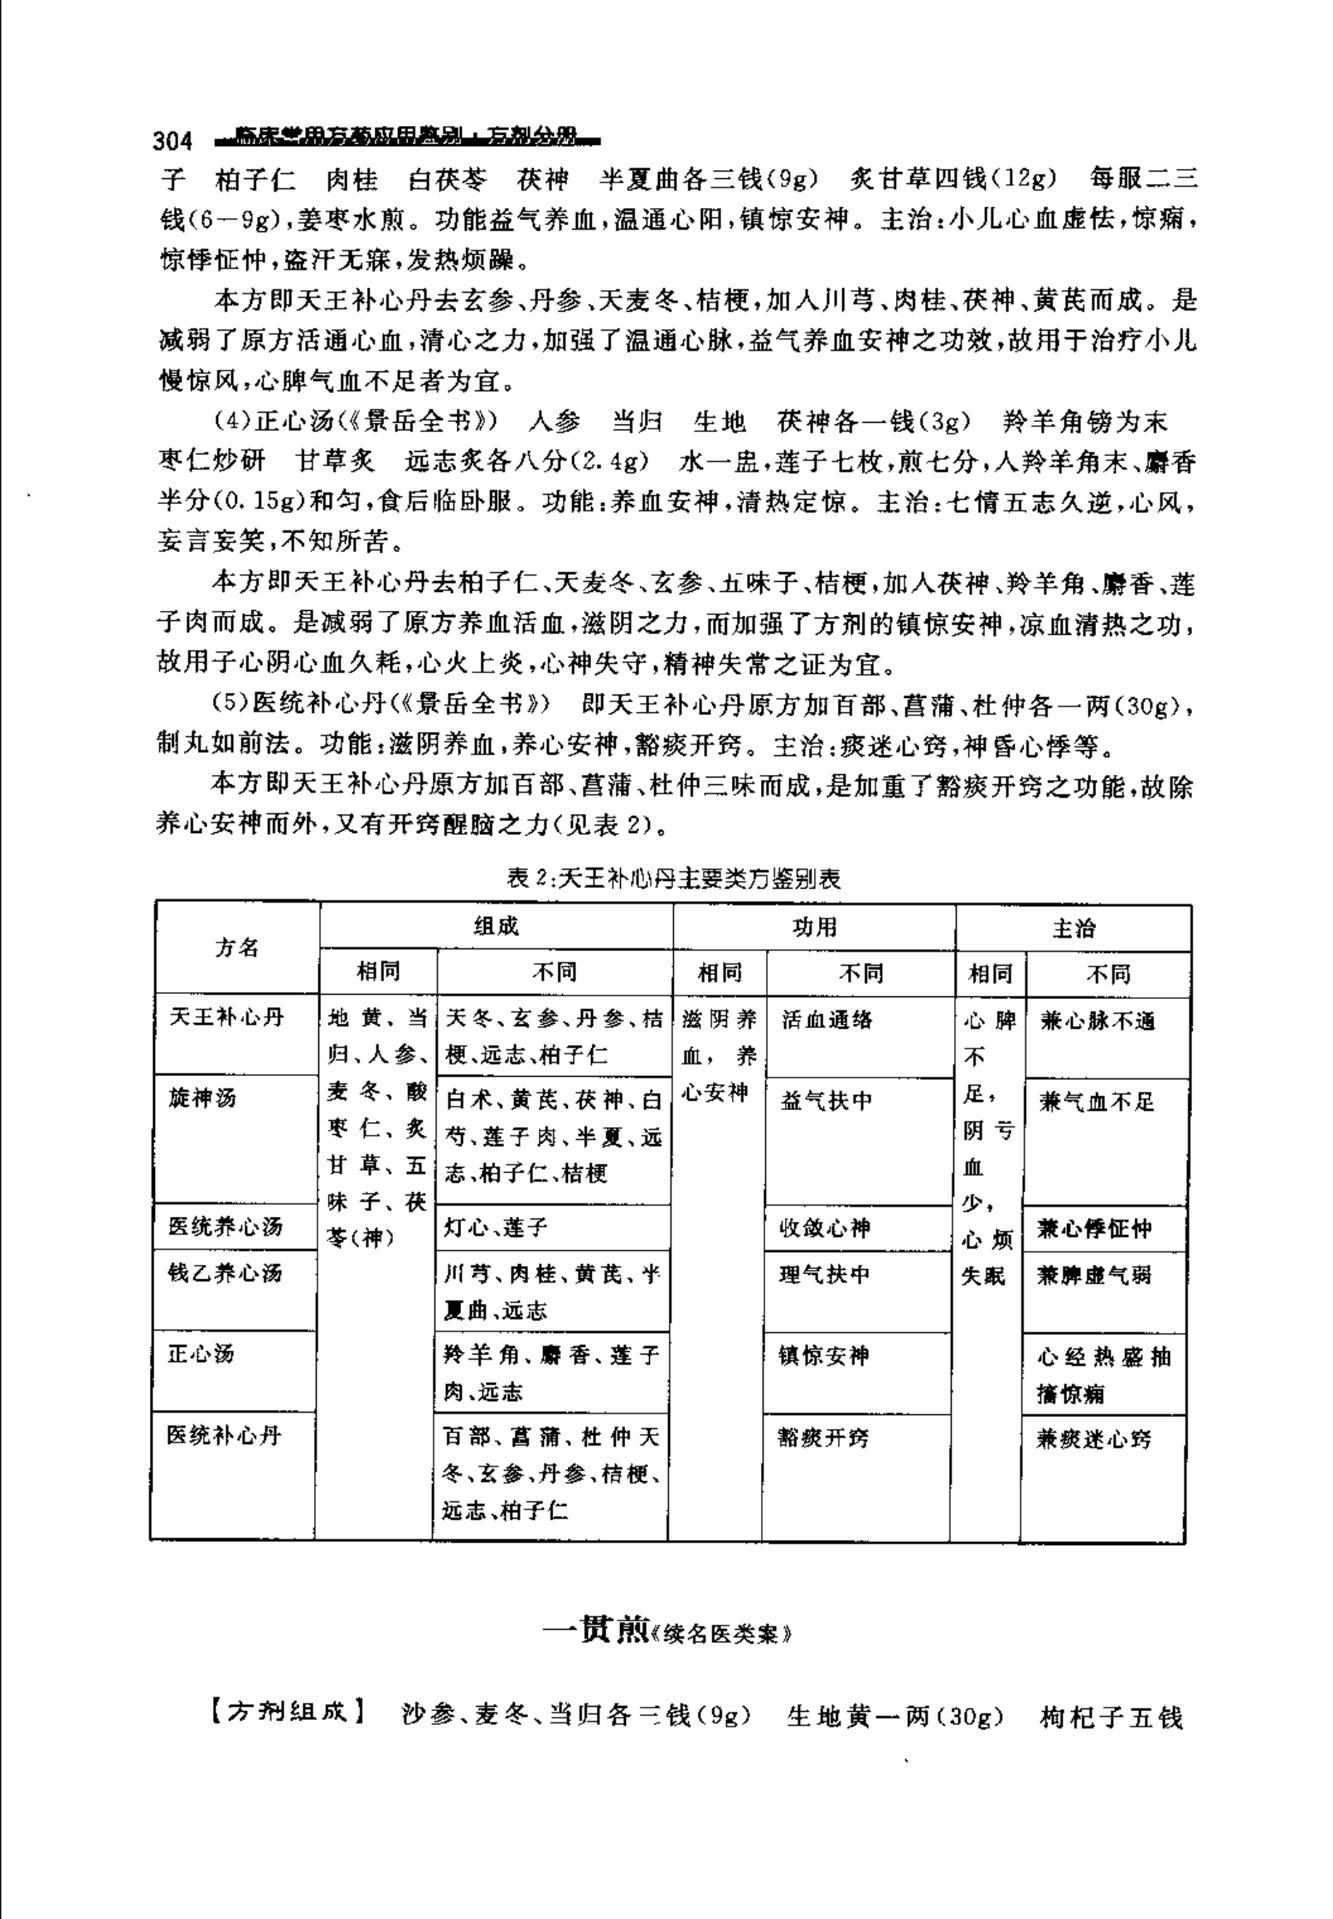 304 临床常用方药应用鉴别·方剂分册
子　柏子仁　肉桂　白茯苓　茯神　半夏曲各三钱(9g)　炙甘草四钱(12g)　每服二三
钱(6－9g),姜枣水煎。功能益气养血,温通心阳,镇惊安神。主治:小儿心血虚怯,惊痫,
惊悸怔忡,盗汗无寐,发热烦躁。
本方即天王补心丹去玄参、丹参、天麦冬、桔梗,加人川芎、肉桂、茯神、黄芪而成。是
减弱了原方活通心血,清心之力,加强了温通心脉,益气养血安神之功效,故用于治疗小儿
慢惊风,心脾气血不足者为宜。
(4)正心汤(《景岳全书》)　人参　当归　生地　茯神各一钱(3g)　羚羊角镑为末
枣仁炒研　甘草炙　远志炙各八分(2.4g)　水一盅,莲子七枚,煎七分,人羚羊角末、麝香
半分(0.15g)和匀,食后临卧服。功能:养血安神,清热定惊。主治:七情五志久逆,心风,
妄言妄笑,不知所苦。
本方即天王补心丹去柏子仁、天麦冬、玄参、五味子、桔梗,加人茯神、羚羊角、麝香、莲
子肉而成。是减弱了原方养血活血,滋阴之力,而加强了方剂的镇惊安神,凉血清热之功,
故用子心阴心血久耗,心火上炎,心神失守,精神失常之证为宜。
(5)医统补心丹(《景岳全书》)　即天王补心丹原方加百部、菖蒲、杜仲各一两(30g),
制丸如前法。功能:滋阴养血,养心安神,豁痰开窍。主治:痰迷心窍,神昏心悸等。
本方即天王补心丹原方加百部、菖蒲、杜仲三味而成,是加重了豁痰开窍之功能,故除
养心安神而外,又有开窍醒脑之力(见表2)。
表2:天王补心丹主要类方鉴别表
方名　组成　功用　主治
相同　不同　相同　不同　相同　不同
天王补心丹
旋神汤
医统养心汤
钱乙养心汤
正心汤
医统补心丹
地黄、当
归、人参、
麦冬、酸
枣仁、炙
甘草、五
味子、茯
苓(神)
天冬、玄参、丹参、桔
梗、远志、柏子仁
白术、黄芪、茯神、白
芍、莲子肉、半夏、远
志、柏子仁、桔梗
灯心、莲子
川芎、肉桂、黄芪、半
夏曲、远志
羚羊角、麝香、莲子
肉、远志
百部、菖蒲、杜仲天
冬、玄参、丹参、桔梗、
远志、柏子仁
滋阴养
血，养
心安神
活血通络
益气扶中
收敛心神
理气扶中
镇惊安神
豁痰开窍
心脾
不
足，
阴亏
血
少，
心烦
失眠
兼心脉不通
兼气血不足
兼心悸怔忡
兼脾虚气弱
心经热盛抽
搐惊痫
兼痰迷心窍
一贯煎《续名医类案》
【方剂组成】　沙参、麦冬、当归各三钱(9g)　生地黄一两(30g)　枸杞子五钱